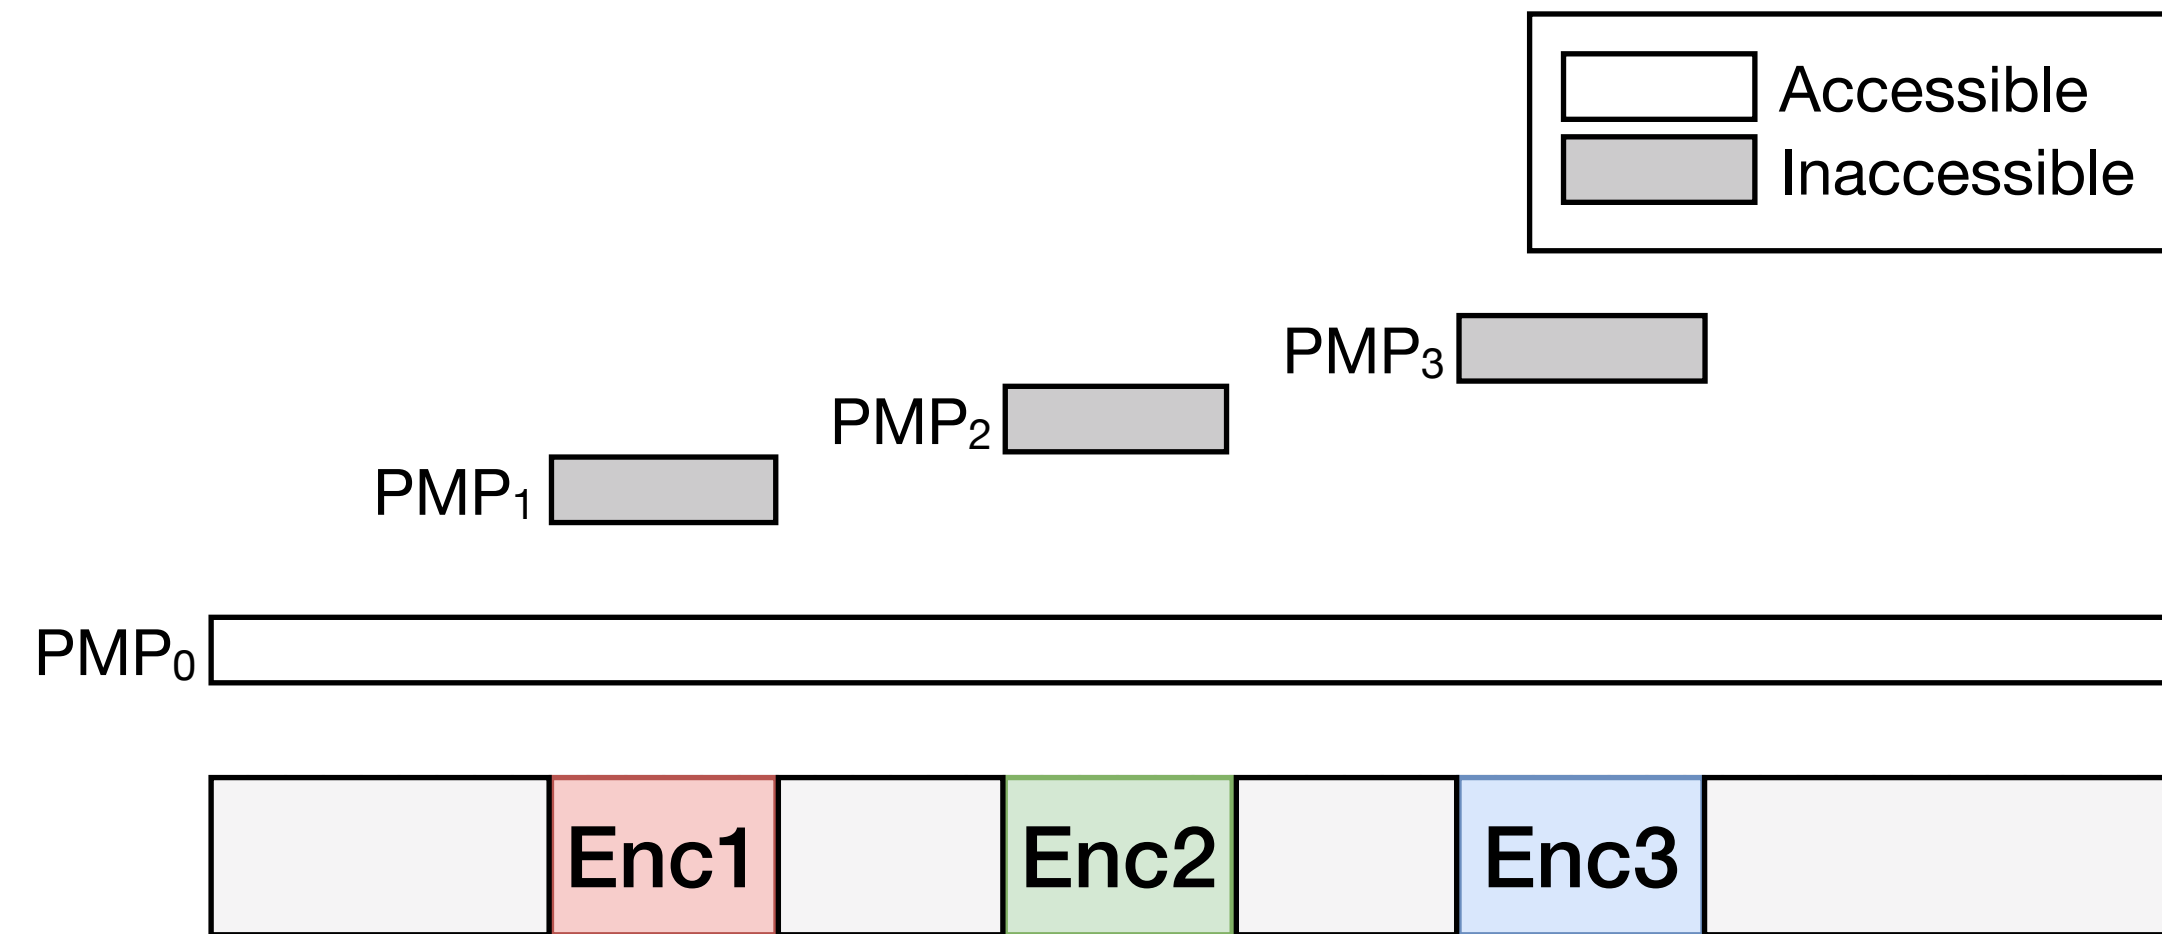 Accessible
Inaccessible
PMP₃
PMP₂
PMP₁
PMP₀
Enc1 Enc2 Enc3